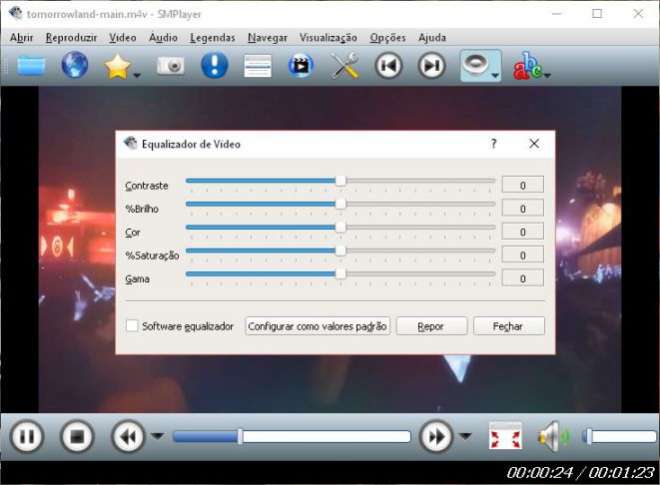 tomorrowland-main.m4v - SMPlayer
Abrir Reproduzir Video Áudio Legendas Navegar Visualização Opções Ajuda
abc
Equalizador de Vídeo ?
Contraste 0
%Brilho 0
Cor 0
%Saturação 0
Gama 0
Software equalizador Configurar como valores padrão Repor Fechar
00:00:24 / 00:01:23